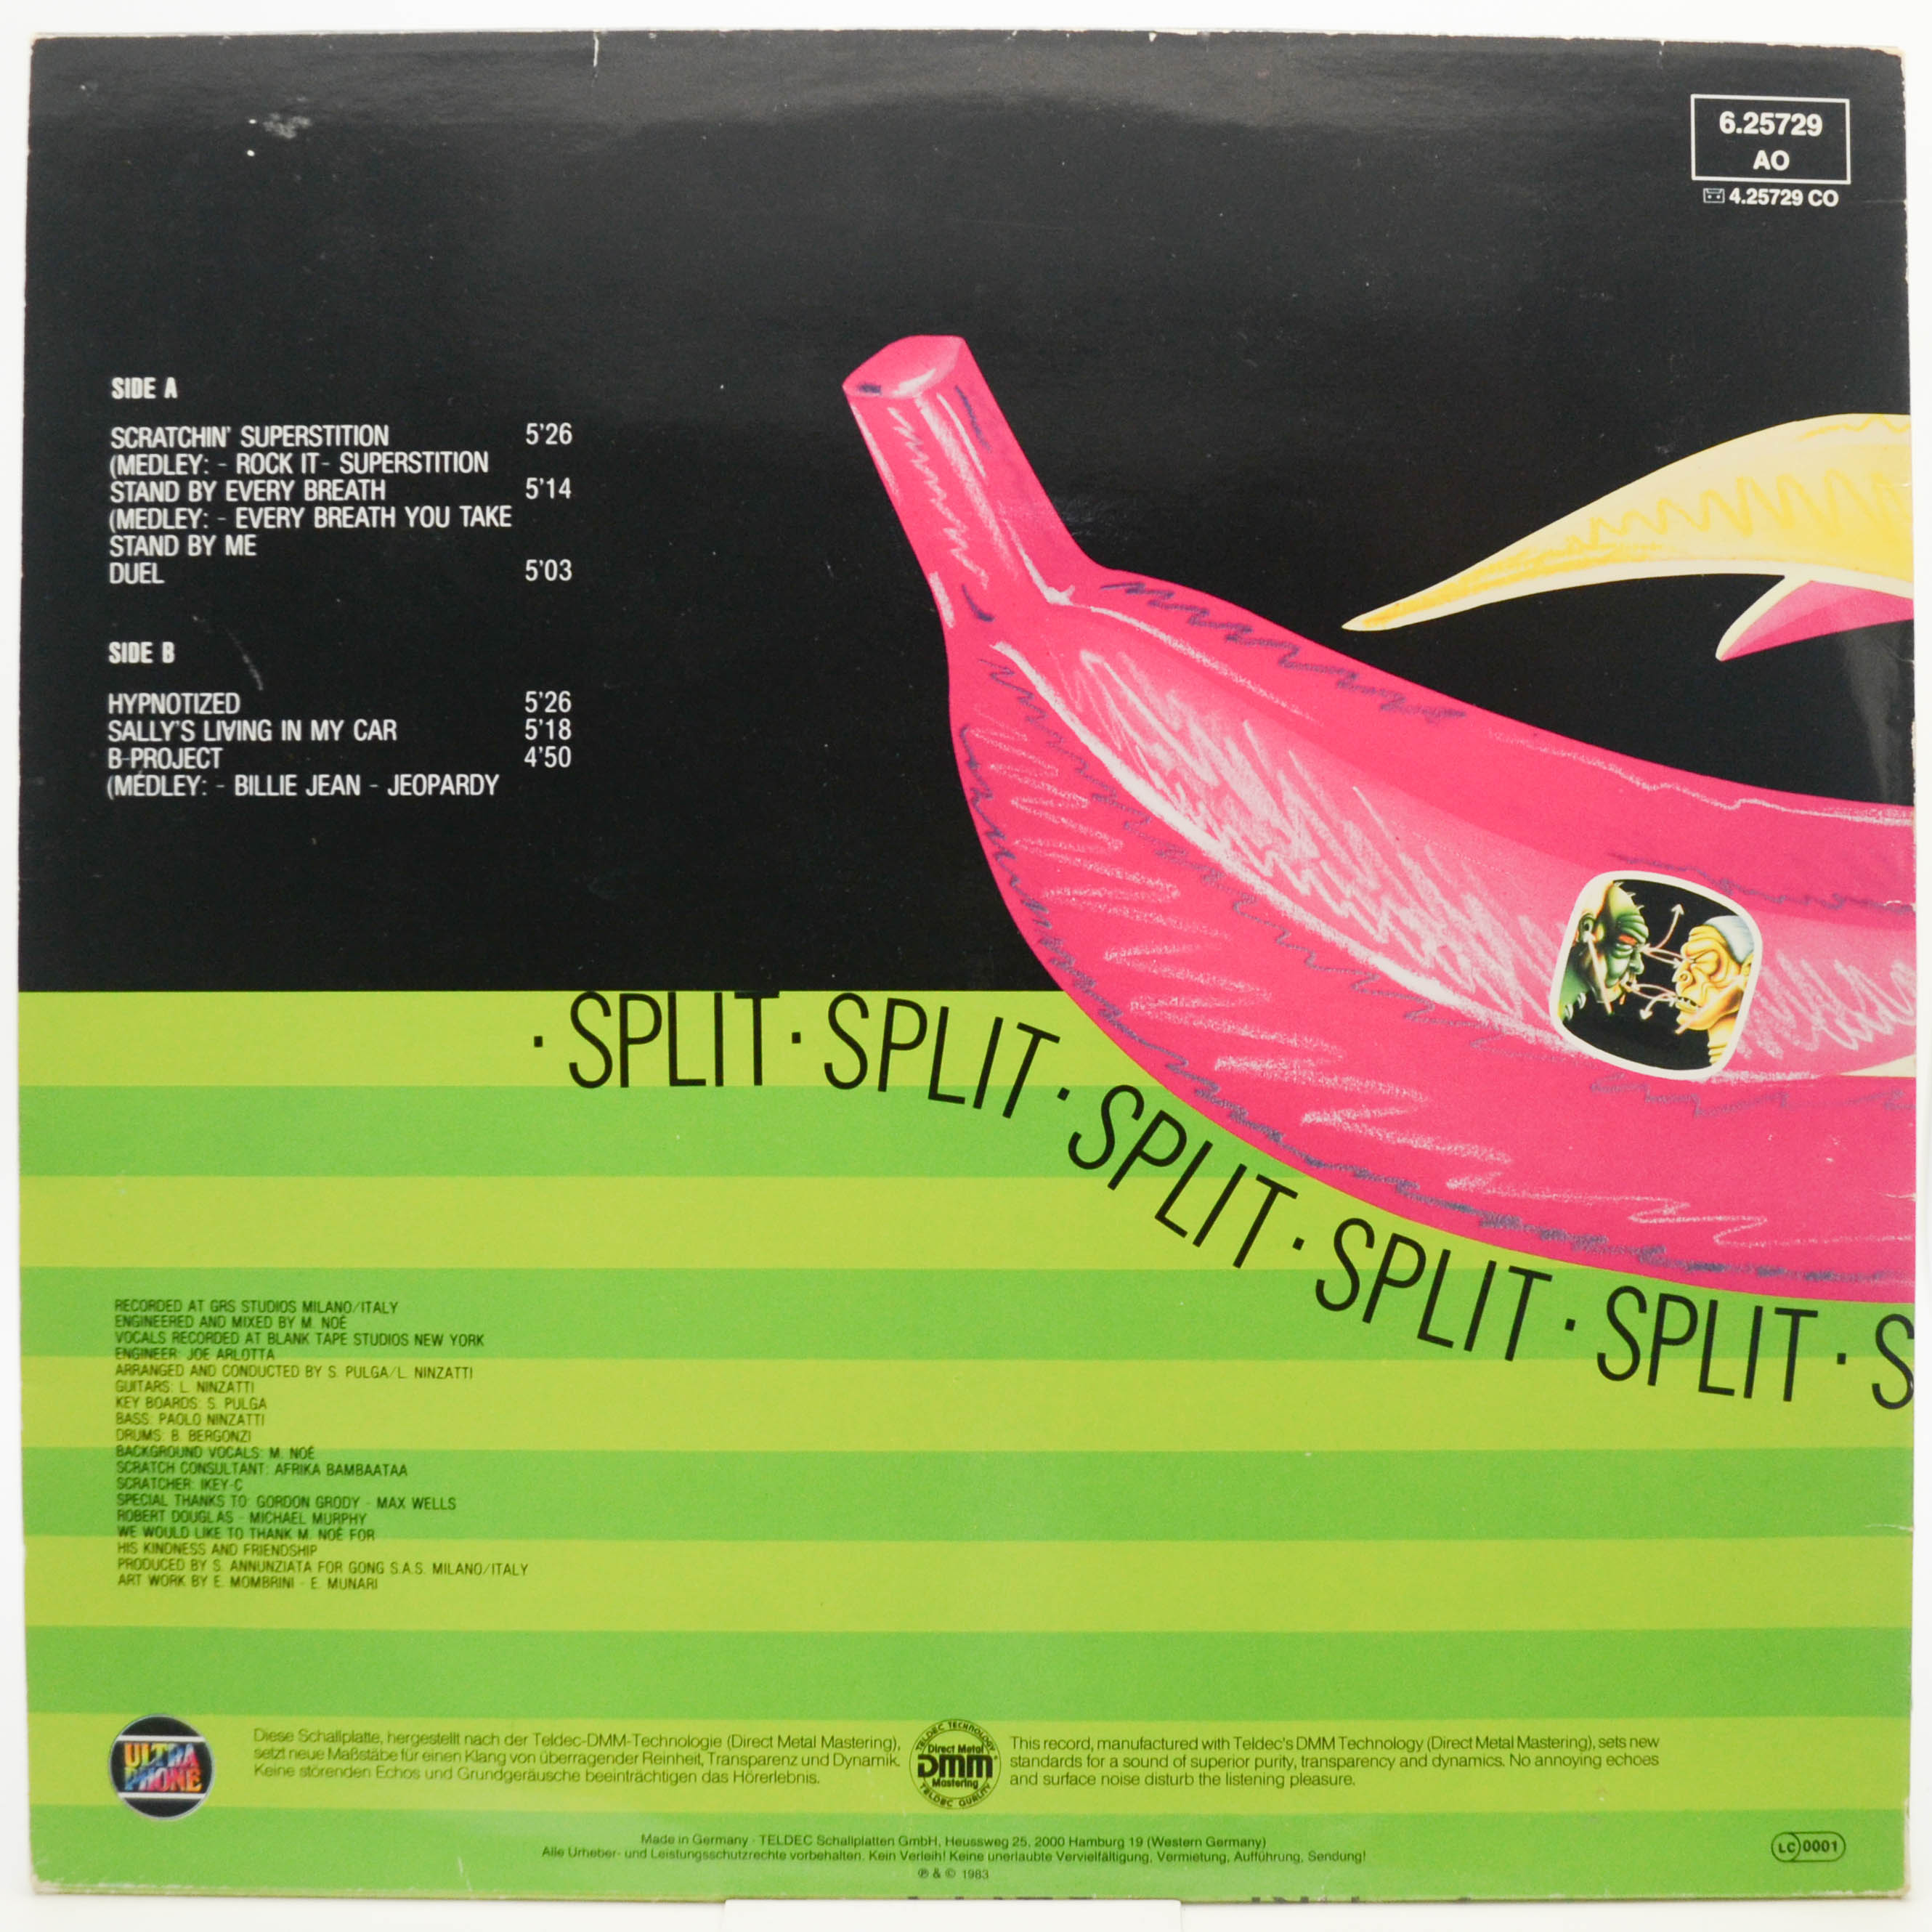 6.25729
AO
4.25729 CO
SIDE A
SCRATCHIN' SUPERSTITION 5'26
(MEDLEY: - ROCK IT- SUPERSTITION
STAND BY EVERY BREATH 5'14
(MEDLEY: - EVERY BREATH YOU TAKE
STAND BY ME
DUEL 5'03
SIDE B
HYPNOTIZED 5'26
SALLY'S LIVING IN MY CAR 5'18
B-PROJECT 4'50
(MEDLEY: - BILLIE JEAN - JEOPARDY
· SPLIT · SPLIT · SPLIT · SPLIT · SPLIT · S
RECORDED AT GRS STUDIOS MILANO/ITALY
ENGINEERED AND MIXED BY M. NOÉ
VOCALS RECORDED AT BLANK TAPE STUDIOS NEW YORK
ENGINEER: JOE ARLOTTA
ARRANGED AND CONDUCTED BY S. PULGA/L. NINZATTI
GUITARS: L. NINZATTI
KEY BOARDS: S. PULGA
BASS: PAOLO NINZATTI
DRUMS: B. BERGONZI
BACKGROUND VOCALS: M. NOÉ
SCRATCH CONSULTANT: AFRIKA BAMBAATAA
SCRATCHER: IKEY-C
SPECIAL THANKS TO: GORDON GRODY - MAX WELLS
ROBERT DOUGLAS - MICHAEL MURPHY
WE WOULD LIKE TO THANK M. NOÉ FOR
HIS KINDNESS AND FRIENDSHIP
PRODUCED BY S. ANNUNZIATA FOR GONG S.A.S. MILANO/ITALY
ART WORK BY E. MOMBRINI - E. MUNARI
ULTRA
PHONE
Diese Schallplatte, hergestellt nach der Teldec-DMM-Technologie (Direct Metal Mastering),
setzt neue Maßstäbe für einen Klang von überragender Reinheit, Transparenz und Dynamik.
Keine störenden Echos und Grundgeräusche beeinträchtigen das Hörerlebnis.
TELDEC TECHNOLOGY
Direct Metal
DMM
Mastering
TELDEC QUALITY
This record, manufactured with Teldec's DMM Technology (Direct Metal Mastering), sets new
standards for a sound of superior purity, transparency and dynamics. No annoying echoes
and surface noise disturb the listening pleasure.
Made in Germany · TELDEC Schallplatten GmbH, Heussweg 25, 2000 Hamburg 19 (Western Germany)
Alle Urheber- und Leistungsschutzrechte vorbehalten. Kein Verleih! Keine unerlaubte Vervielfältigung, Vermietung, Aufführung, Sendung!
℗ & © 1983
LC 0001